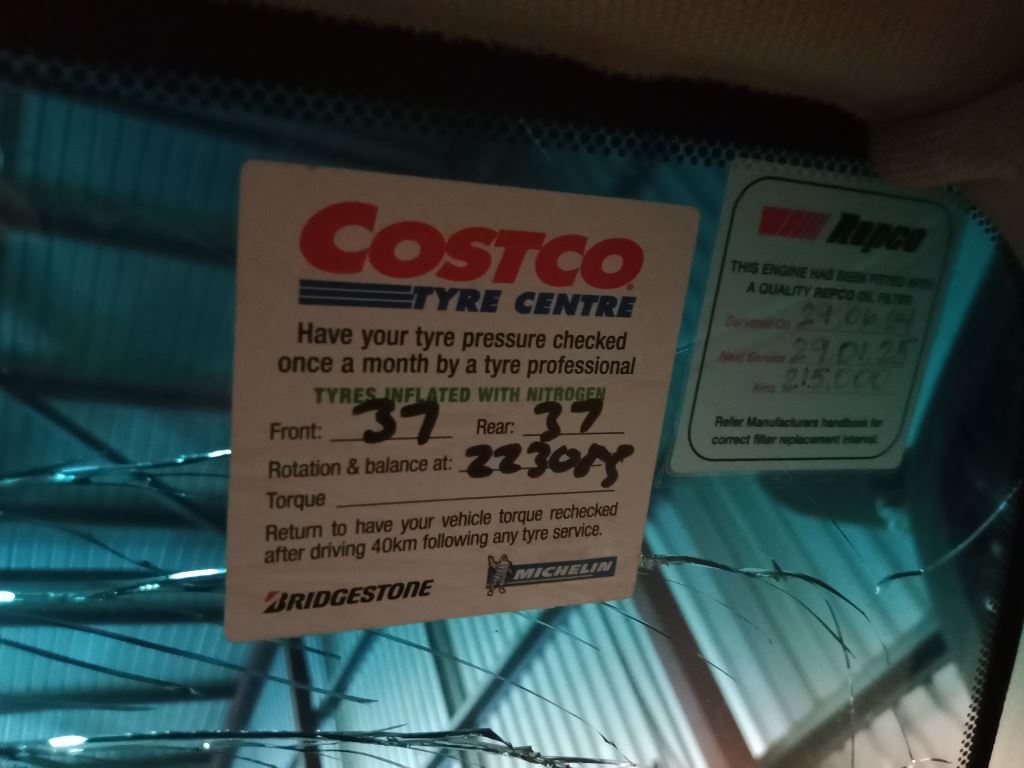 COSTCO
TYRE CENTRE
Have your tyre pressure checked
once a month by a tyre professional
TYRES INFLATED WITH NITROGEN
Front: 37 Rear: 37
Rotation & balance at:
Torque
Return to have your vehicle torque rechecked
after driving 40km following any tyre service.
BRIDGESTONE MICHELIN
Repco
THIS ENGINE HAS BEEN FITTED WITH
A QUALITY REPCO OIL FILTER
Serviced On 29.06.24
Next Service 29.01.25
Kms 215.000
Refer Manufacturers handbook for
correct filter replacement interval.